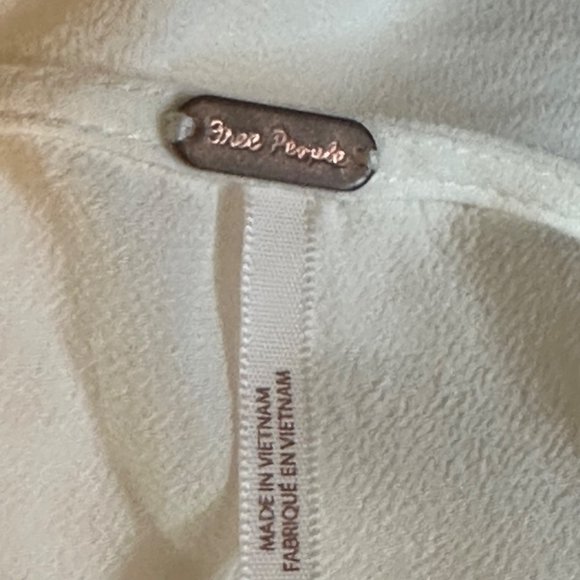 Free People
MADE IN VIETNAM
FABRIQUÉ EN VIETNAM